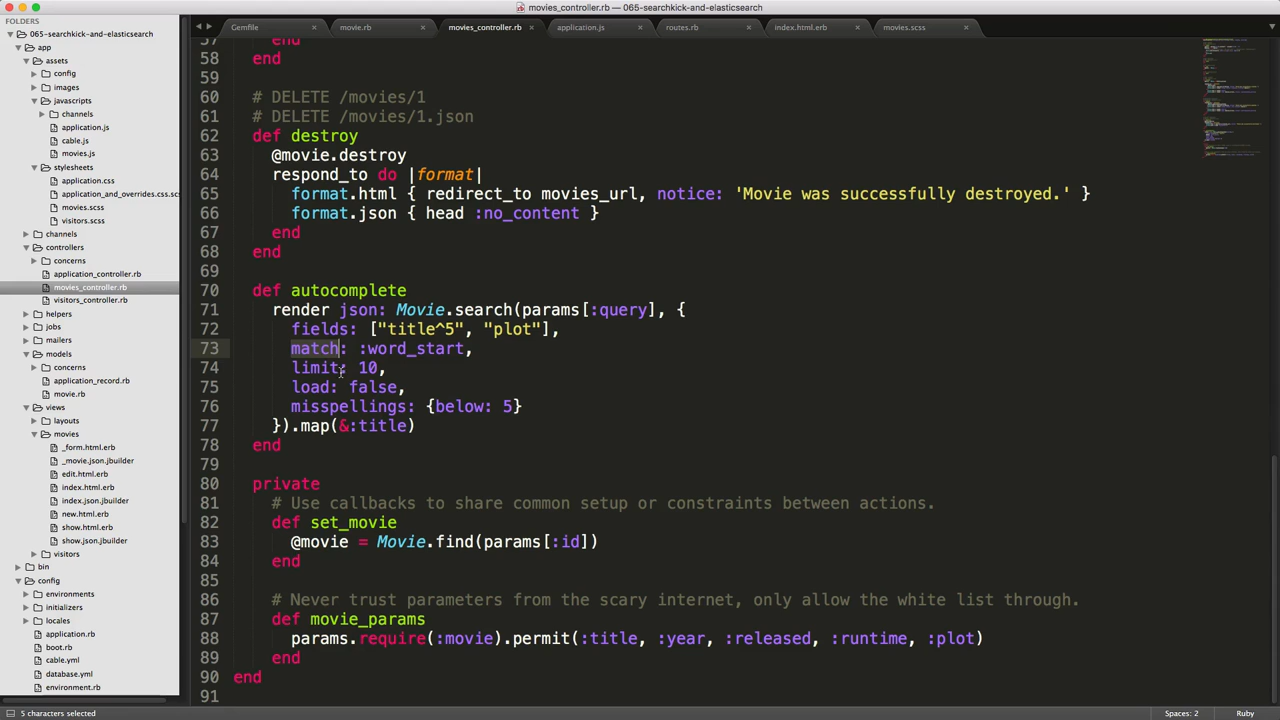 movies_controller.rb — 065-searchkick-and-elasticsearch
FOLDERS
065-searchkick-and-elasticsearch
app
assets
config
images
javascripts
channels
application.js
cable.js
movies.js
stylesheets
application.css
application_and_overrides.css.sc
movies.scss
visitors.scss
channels
controllers
concerns
application_controller.rb
movies_controller.rb
visitors_controller.rb
helpers
jobs
mailers
models
concerns
application_record.rb
movie.rb
views
layouts
movies
_form.html.erb
_movie.json.jbuilder
edit.html.erb
index.html.erb
index.json.jbuilder
new.html.erb
show.html.erb
show.json.jbuilder
visitors
bin
config
environments
initializers
locales
application.rb
boot.rb
cable.yml
database.yml
environment.rb
Gemfile × movie.rb × movies_controller.rb × application.js × routes.rb × index.html.erb × movies.scss ×
57 end
58 end
59
60 # DELETE /movies/1
61 # DELETE /movies/1.json
62 def destroy
63 @movie.destroy
64 respond_to do |format|
65 format.html { redirect_to movies_url, notice: 'Movie was successfully destroyed.' }
66 format.json { head :no_content }
67 end
68 end
69
70 def autocomplete
71 render json: Movie.search(params[:query], {
72 fields: ["title^5", "plot"],
73 match: :word_start,
74 limit: 10,
75 load: false,
76 misspellings: {below: 5}
77 }).map(&:title)
78 end
79
80 private
81 # Use callbacks to share common setup or constraints between actions.
82 def set_movie
83 @movie = Movie.find(params[:id])
84 end
85
86 # Never trust parameters from the scary internet, only allow the white list through.
87 def movie_params
88 params.require(:movie).permit(:title, :year, :released, :runtime, :plot)
89 end
90 end
91
5 characters selected
Spaces: 2
Ruby